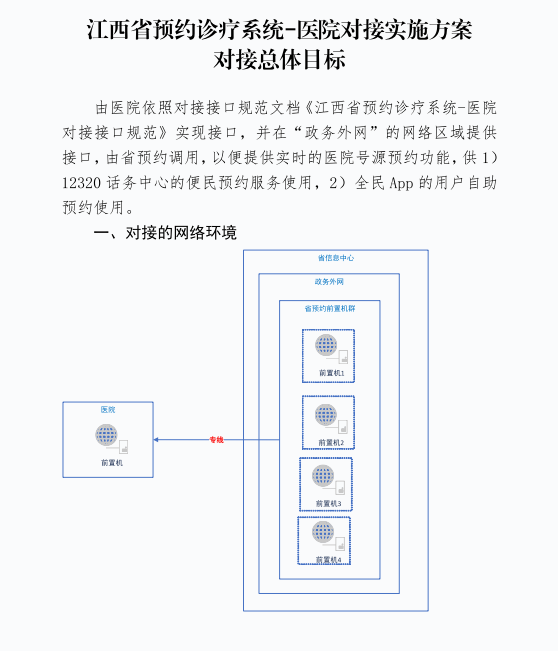 江西省预约诊疗系统-医院对接实施方案
对接总体目标
由医院依照对接接口规范文档《江西省预约诊疗系统-医院
对接接口规范》实现接口，并在“政务外网”的网络区域提供
接口，由省预约调用，以便提供实时的医院号源预约功能，供 1）
12320 话务中心的便民预约服务使用，2）全民 App 的用户自助
预约使用。
一、对接的网络环境
省信息中心
政务外网
省预约前置机群
前置机1
医院
前置机
专线
前置机2
前置机3
前置机4